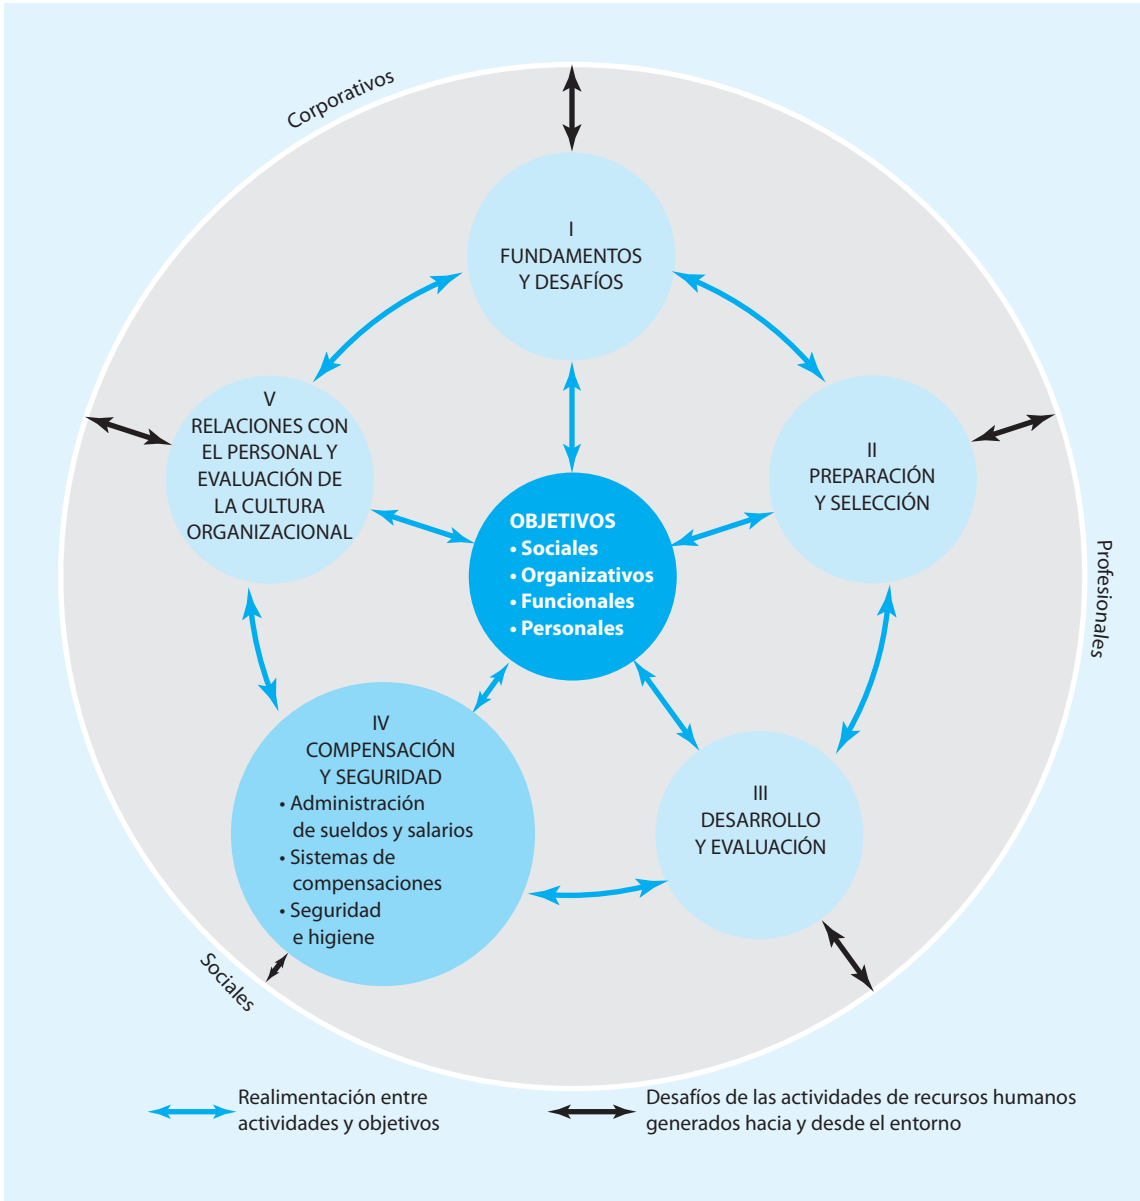 Corporativos
I
FUNDAMENTOS
Y DESAFÍOS
V
RELACIONES CON
EL PERSONAL Y
EVALUACIÓN DE
LA CULTURA
ORGANIZACIONAL
II
PREPARACIÓN
Y SELECCIÓN
OBJETIVOS
• Sociales
• Organizativos
• Funcionales
• Personales
Profesionales
IV
COMPENSACIÓN
Y SEGURIDAD
• Administración
de sueldos y salarios
• Sistemas de
compensaciones
• Seguridad
e higiene
III
DESARROLLO
Y EVALUACIÓN
Sociales
Realimentación entre
actividades y objetivos
Desafíos de las actividades de recursos humanos
generados hacia y desde el entorno